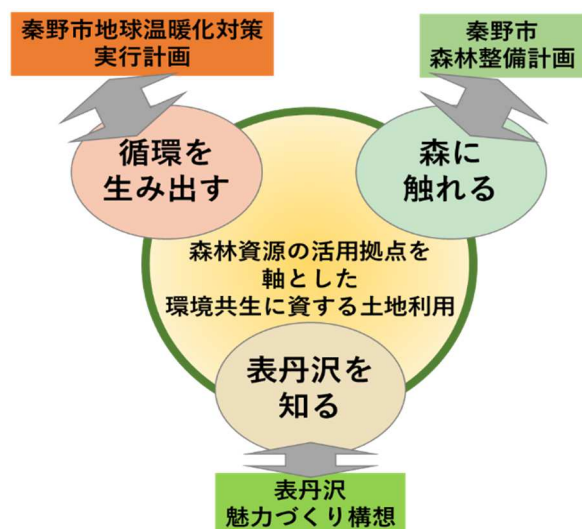 秦野市地球温暖化対策
実行計画
秦野市
森林整備計画
循環を
生み出す
森に
触れる
森林資源の活用拠点を
軸とした
環境共生に資する土地利用
表丹沢を
知る
表丹沢
魅力づくり構想